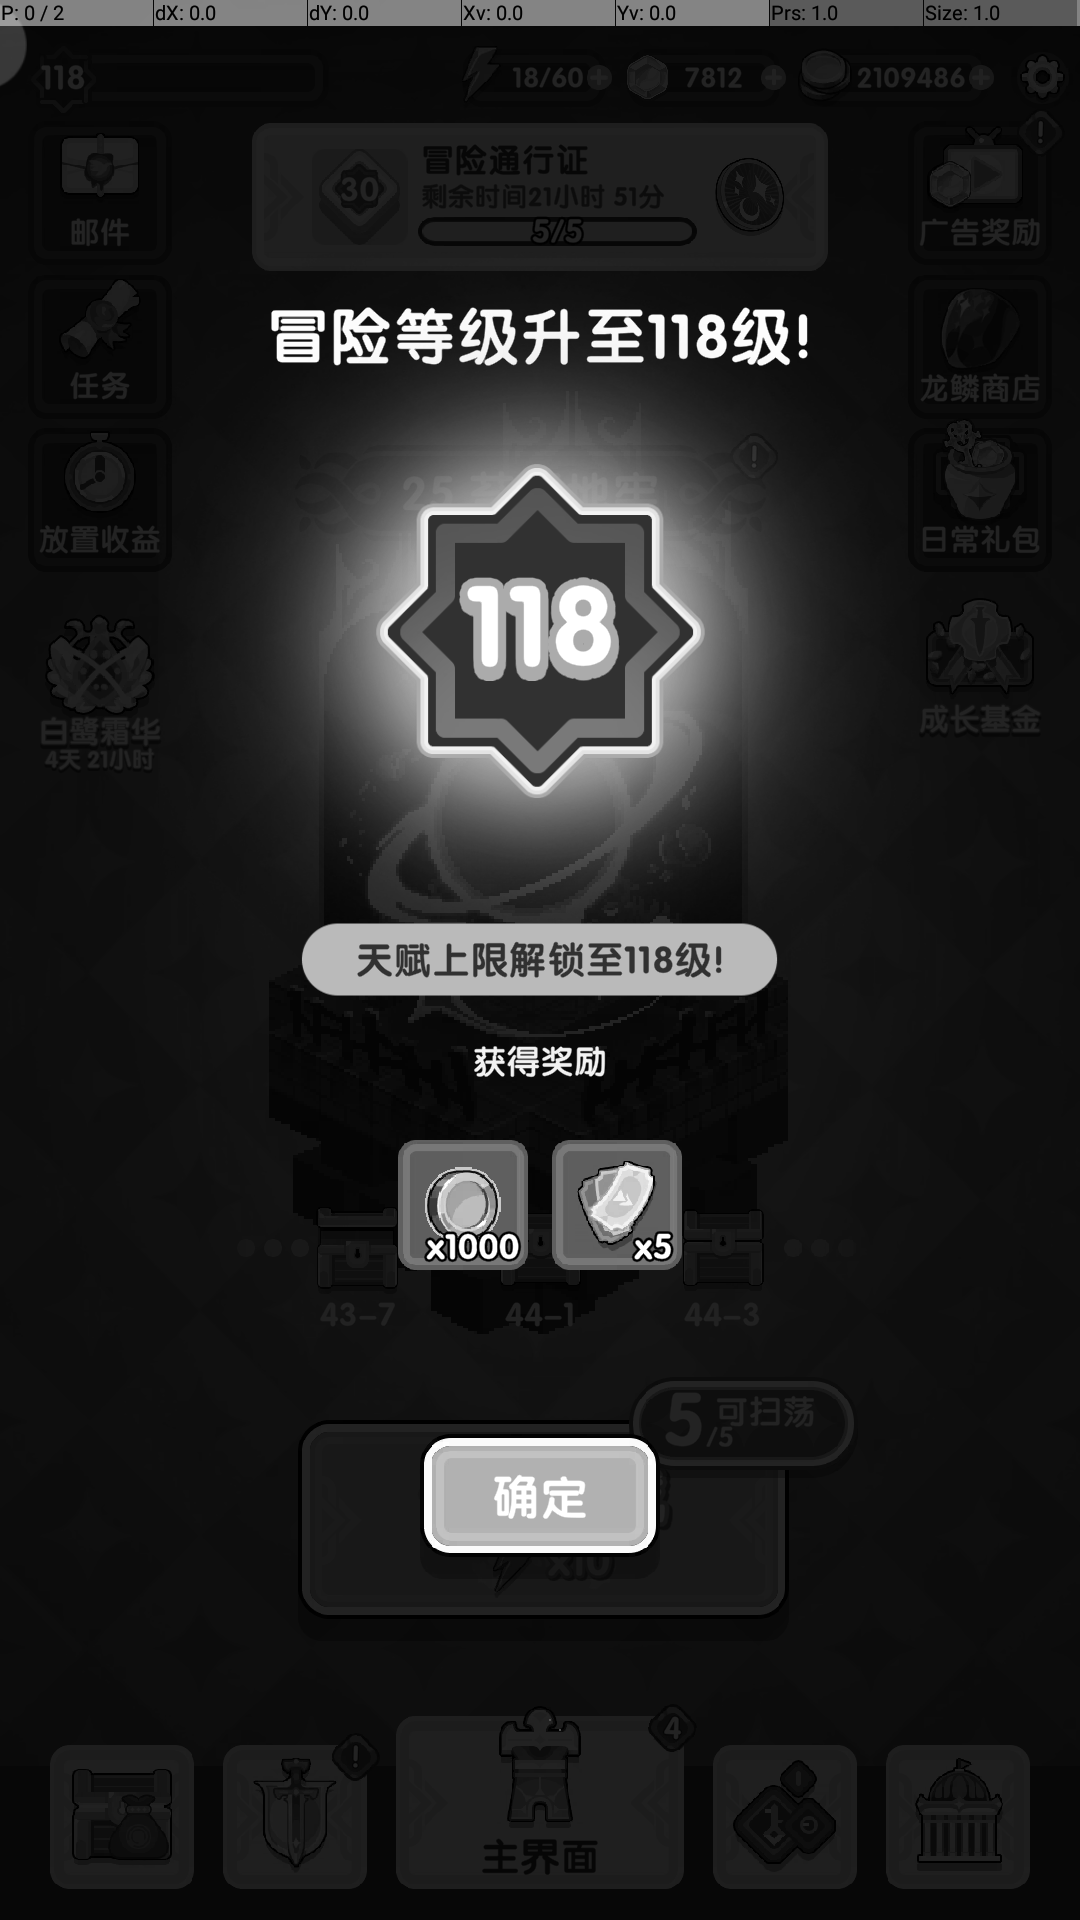 P: 0 / 2
dX: 0.0
dY: 0.0
Xv: 0.0
Yv: 0.0
Prs: 1.0
Size: 1.0
118
18/60
7812
2109486
邮件
30
冒险通行证
剩余时间21小时 51分
5/5
广告奖励
冒险等级升至118级!
任务
龙鳞商店
放置收益
日常礼包
118
白鹭霜华
4天 21小时
成长基金
天赋上限解锁至118级!
获得奖励
x1000
x5
43-7
44-1
44-3
5/5
可扫荡
确定
x10
4
主界面